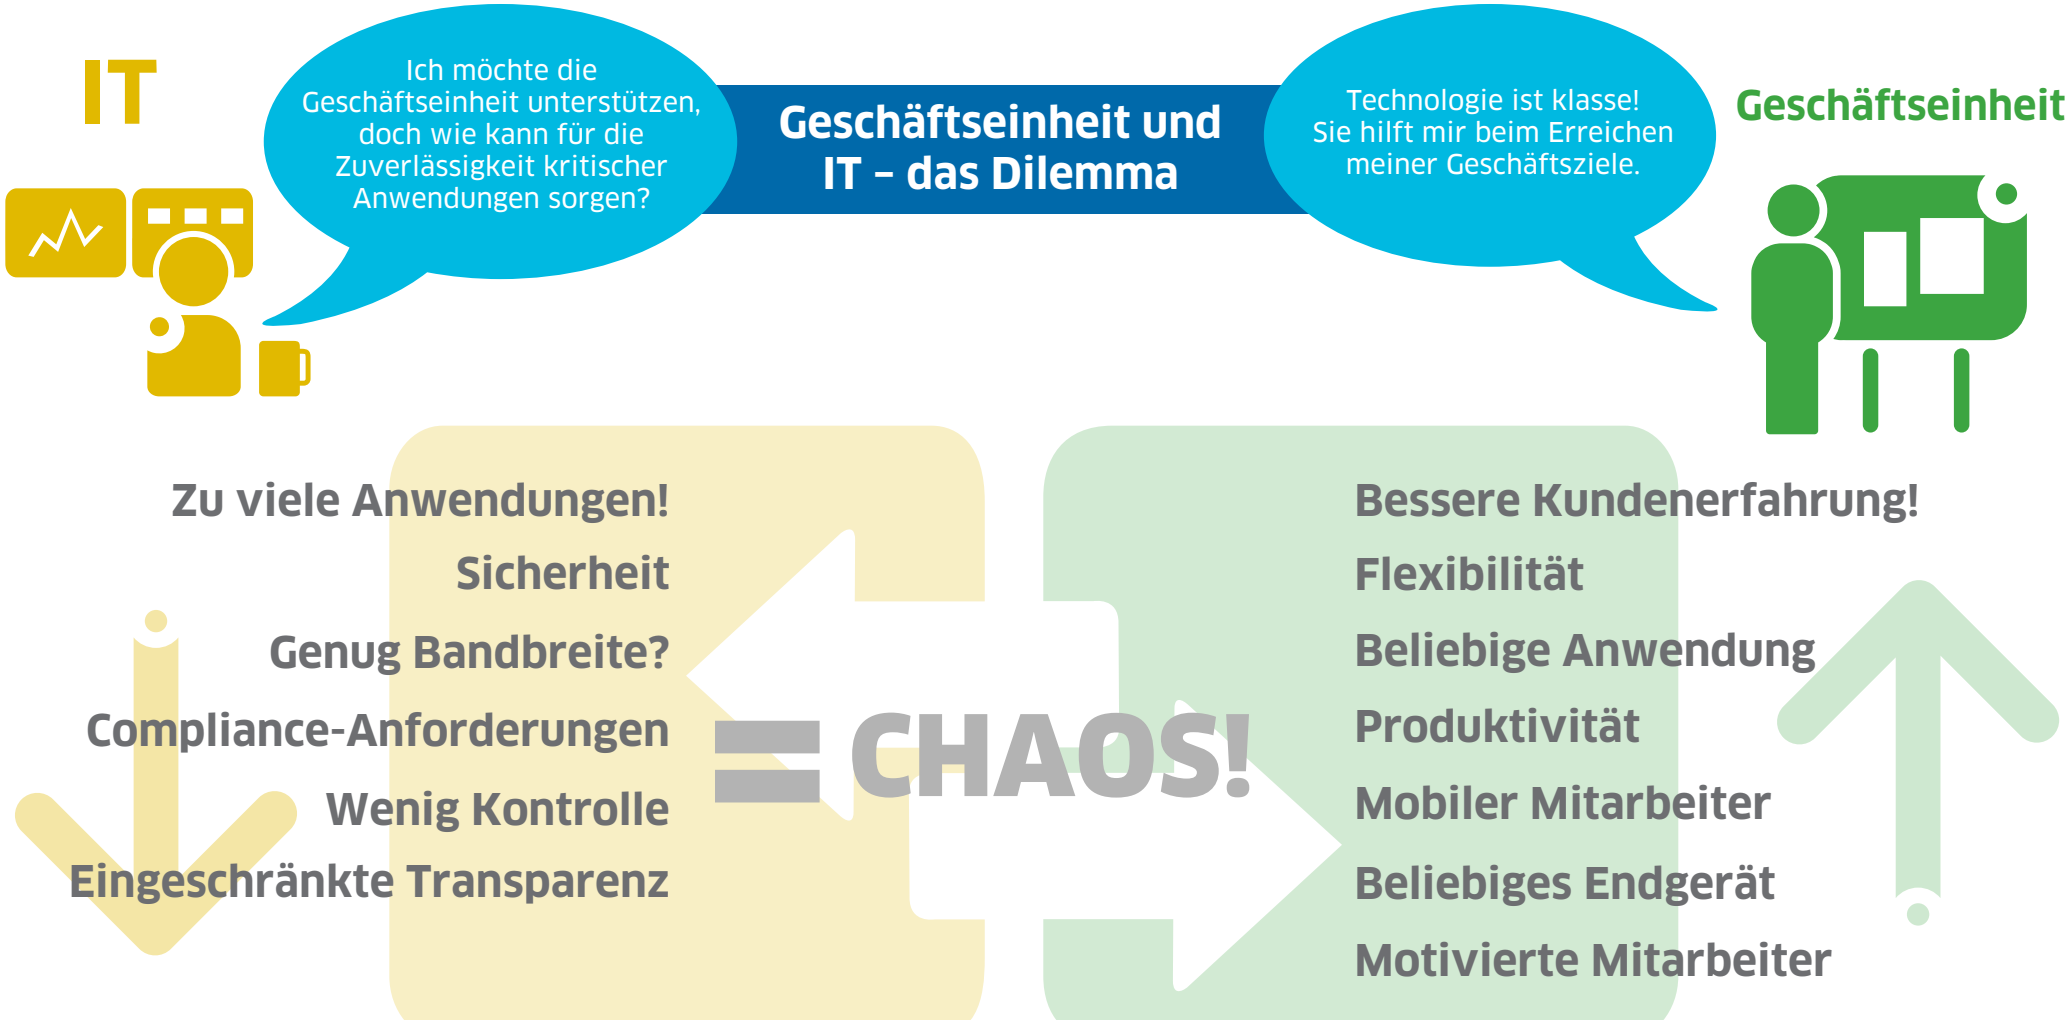 IT
Ich möchte die
Geschäftseinheit unterstützen,
doch wie kann für die
Zuverlässigkeit kritischer
Anwendungen sorgen?
Geschäftseinheit und
IT – das Dilemma
Technologie ist klasse!
Sie hilft mir beim Erreichen
meiner Geschäftsziele.
Geschäftseinheit
Zu viele Anwendungen!
Sicherheit
Genug Bandbreite?
Compliance-Anforderungen
Wenig Kontrolle
Eingeschränkte Transparenz
= CHAOS!
Bessere Kundenerfahrung!
Flexibilität
Beliebige Anwendung
Produktivität
Mobiler Mitarbeiter
Beliebiges Endgerät
Motivierte Mitarbeiter